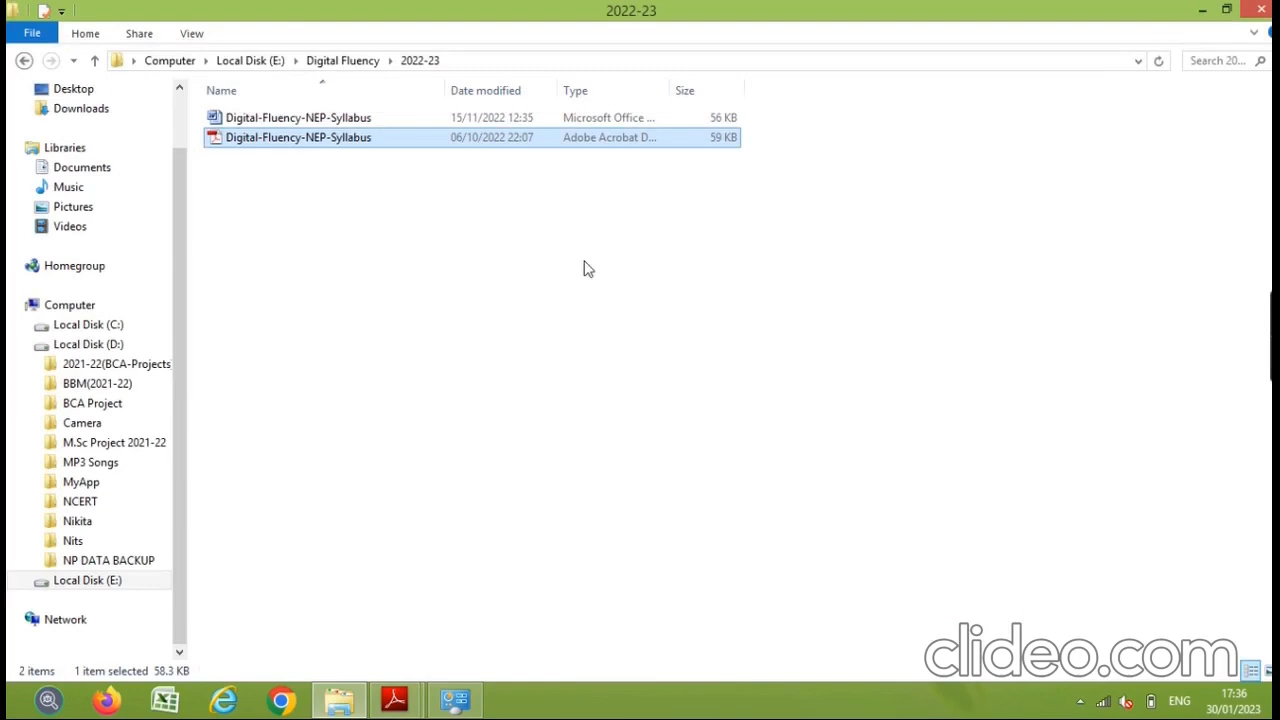 2022-23
File Home Share View
Computer Local Disk (E:) Digital Fluency 2022-23 Search 20...
Name Date modified Type Size
Digital-Fluency-NEP-Syllabus 15/11/2022 12:35 Microsoft Office ... 56 KB
Digital-Fluency-NEP-Syllabus 06/10/2022 22:07 Adobe Acrobat D... 59 KB
Desktop
Downloads
Libraries
Documents
Music
Pictures
Videos
Homegroup
Computer
Local Disk (C:)
Local Disk (D:)
2021-22(BCA-Projects
BBM(2021-22)
BCA Project
Camera
M.Sc Project 2021-22
MP3 Songs
MyApp
NCERT
Nikita
Nits
NP DATA BACKUP
Local Disk (E:)
Network
2 items 1 item selected 58.3 KB
clideo.com
ENG
17:36
30/01/2023